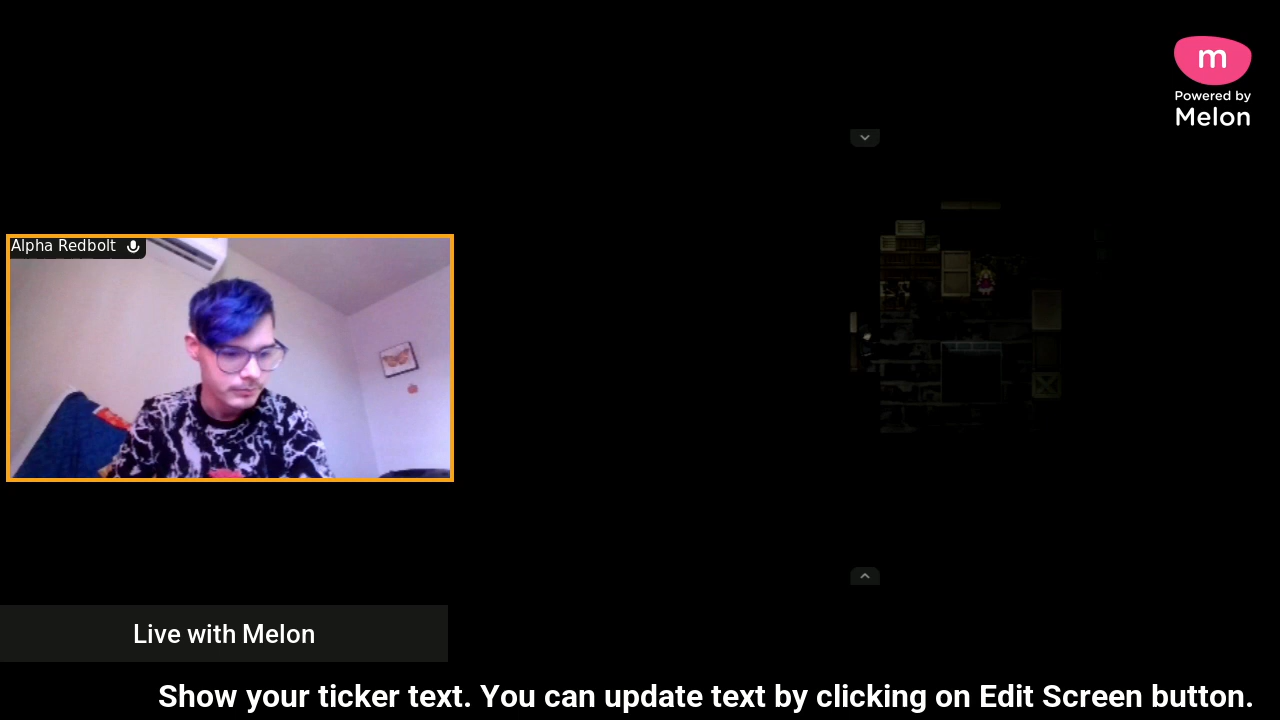 m
Powered by
Melon
Alpha Redbolt
Live with Melon
Show your ticker text. You can update text by clicking on Edit Screen button.